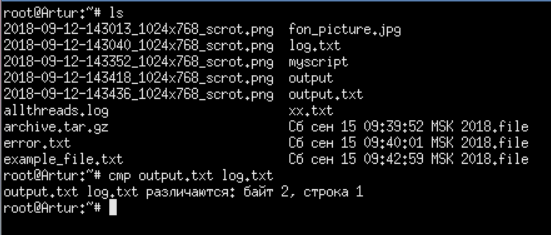 root@Artur:~# ls
2018-09-12-143013_1024x768_scrot.png  fon_picture.jpg
2018-09-12-143040_1024x768_scrot.png  log.txt
2018-09-12-143352_1024x768_scrot.png  myscript
2018-09-12-143418_1024x768_scrot.png  output
2018-09-12-143436_1024x768_scrot.png  output.txt
allthreads.log                        xx.txt
archive.tar.gz                        Сб сен 15 09:39:52 MSK 2018.file
error.txt                             Сб сен 15 09:40:01 MSK 2018.file
example_file.txt                      Сб сен 15 09:42:59 MSK 2018.file
root@Artur:~# cmp output.txt log.txt
output.txt log.txt различаются: байт 2, строка 1
root@Artur:~#